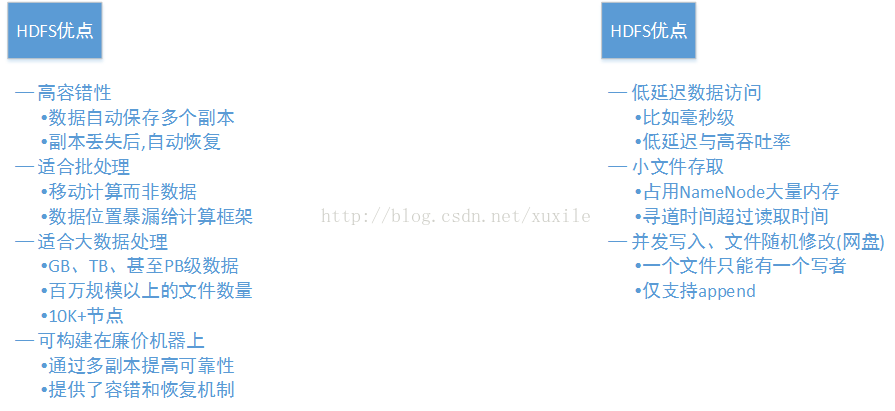 HDFS优点
— 高容错性
•数据自动保存多个副本
•副本丢失后,自动恢复
— 适合批处理
•移动计算而非数据
•数据位置暴漏给计算框架
— 适合大数据处理
•GB、TB、甚至PB级数据
•百万规模以上的文件数量
•10K+节点
— 可构建在廉价机器上
•通过多副本提高可靠性
•提供了容错和恢复机制
http://blog.csdn.net/xuxile
HDFS优点
— 低延迟数据访问
•比如毫秒级
•低延迟与高吞吐率
— 小文件存取
•占用NameNode大量内存
•寻道时间超过读取时间
— 并发写入、文件随机修改(网盘)
•一个文件只能有一个写者
•仅支持append